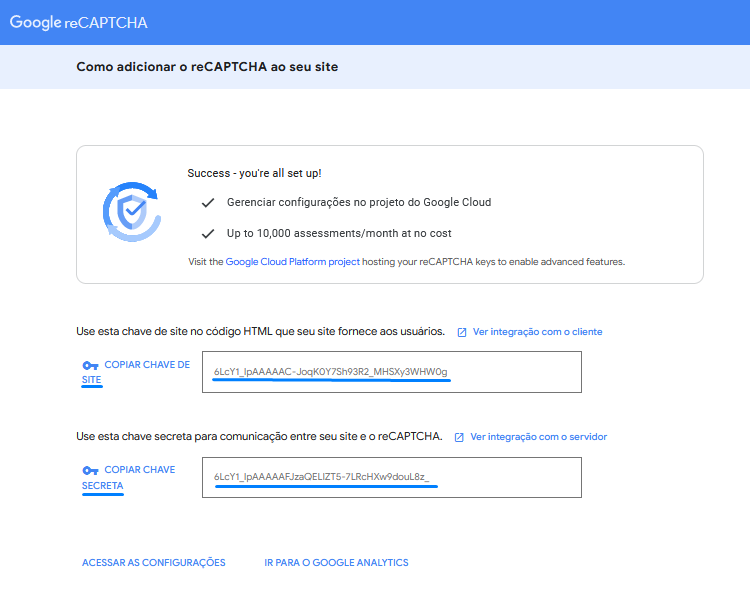 Google reCAPTCHA
Como adicionar o reCAPTCHA ao seu site
Success - you're all set up!
Gerenciar configurações no projeto do Google Cloud
Up to 10,000 assessments/month at no cost
Visit the Google Cloud Platform project hosting your reCAPTCHA keys to enable advanced features.
Use esta chave de site no código HTML que seu site fornece aos usuários. Ver integração com o cliente
COPIAR CHAVE DE
SITE
6LcY1_IpAAAAAC-JoqK0Y7Sh93R2_MHSXy3WHW0g
Use esta chave secreta para comunicação entre seu site e o reCAPTCHA. Ver integração com o servidor
COPIAR CHAVE
SECRETA
6LcY1_IpAAAAAFJzaQELIZT5-7LRcHXw9douL8z_
ACESSAR AS CONFIGURAÇÕES IR PARA O GOOGLE ANALYTICS